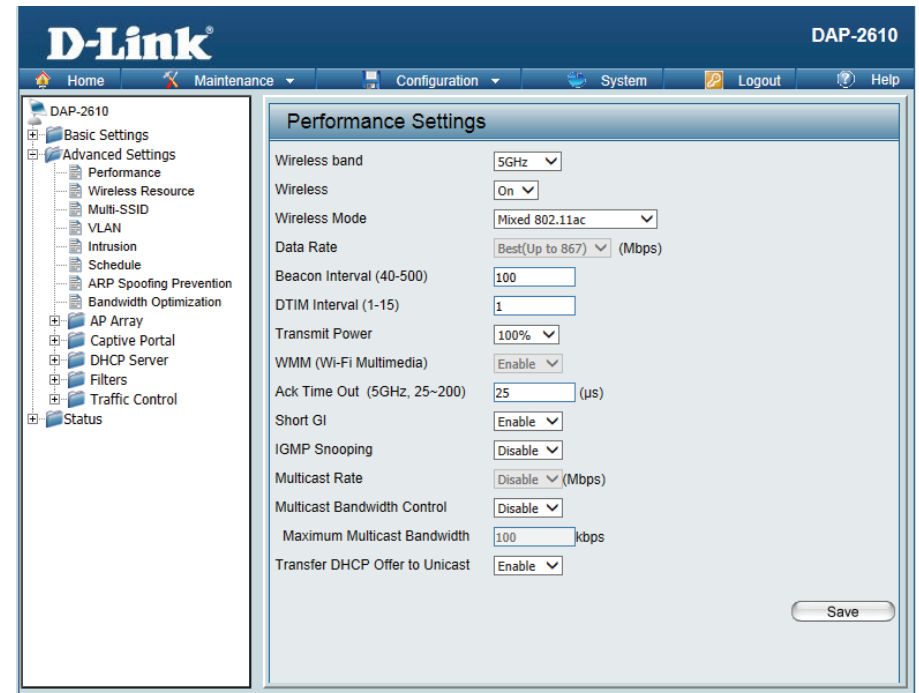 D-Link®
DAP-2610
Home Maintenance Configuration System Logout Help
DAP-2610
Basic Settings
Advanced Settings
Performance
Wireless Resource
Multi-SSID
VLAN
Intrusion
Schedule
ARP Spoofing Prevention
Bandwidth Optimization
AP Array
Captive Portal
DHCP Server
Filters
Traffic Control
Status
Performance Settings
Wireless band 5GHz
Wireless On
Wireless Mode Mixed 802.11ac
Data Rate Best(Up to 867) (Mbps)
Beacon Interval (40-500) 100
DTIM Interval (1-15) 1
Transmit Power 100%
WMM (Wi-Fi Multimedia) Enable
Ack Time Out (5GHz, 25~200) 25 (µs)
Short GI Enable
IGMP Snooping Disable
Multicast Rate Disable (Mbps)
Multicast Bandwidth Control Disable
Maximum Multicast Bandwidth 100 kbps
Transfer DHCP Offer to Unicast Enable
Save